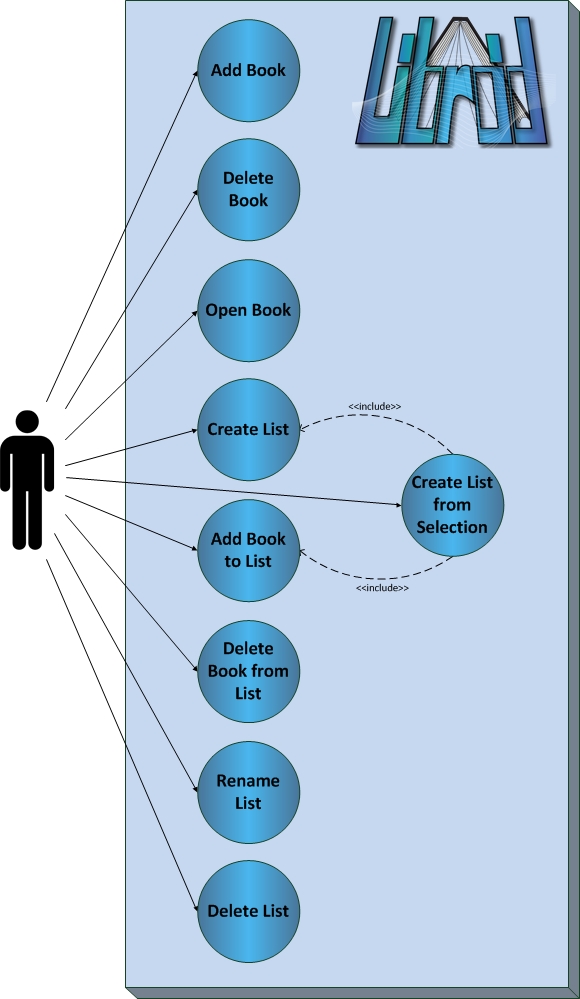 Libroid
Add Book
Delete
Book
Open Book
Create List
<<include>>
Create List
from
Selection
Add Book
to List
<<include>>
Delete
Book from
List
Rename
List
Delete List